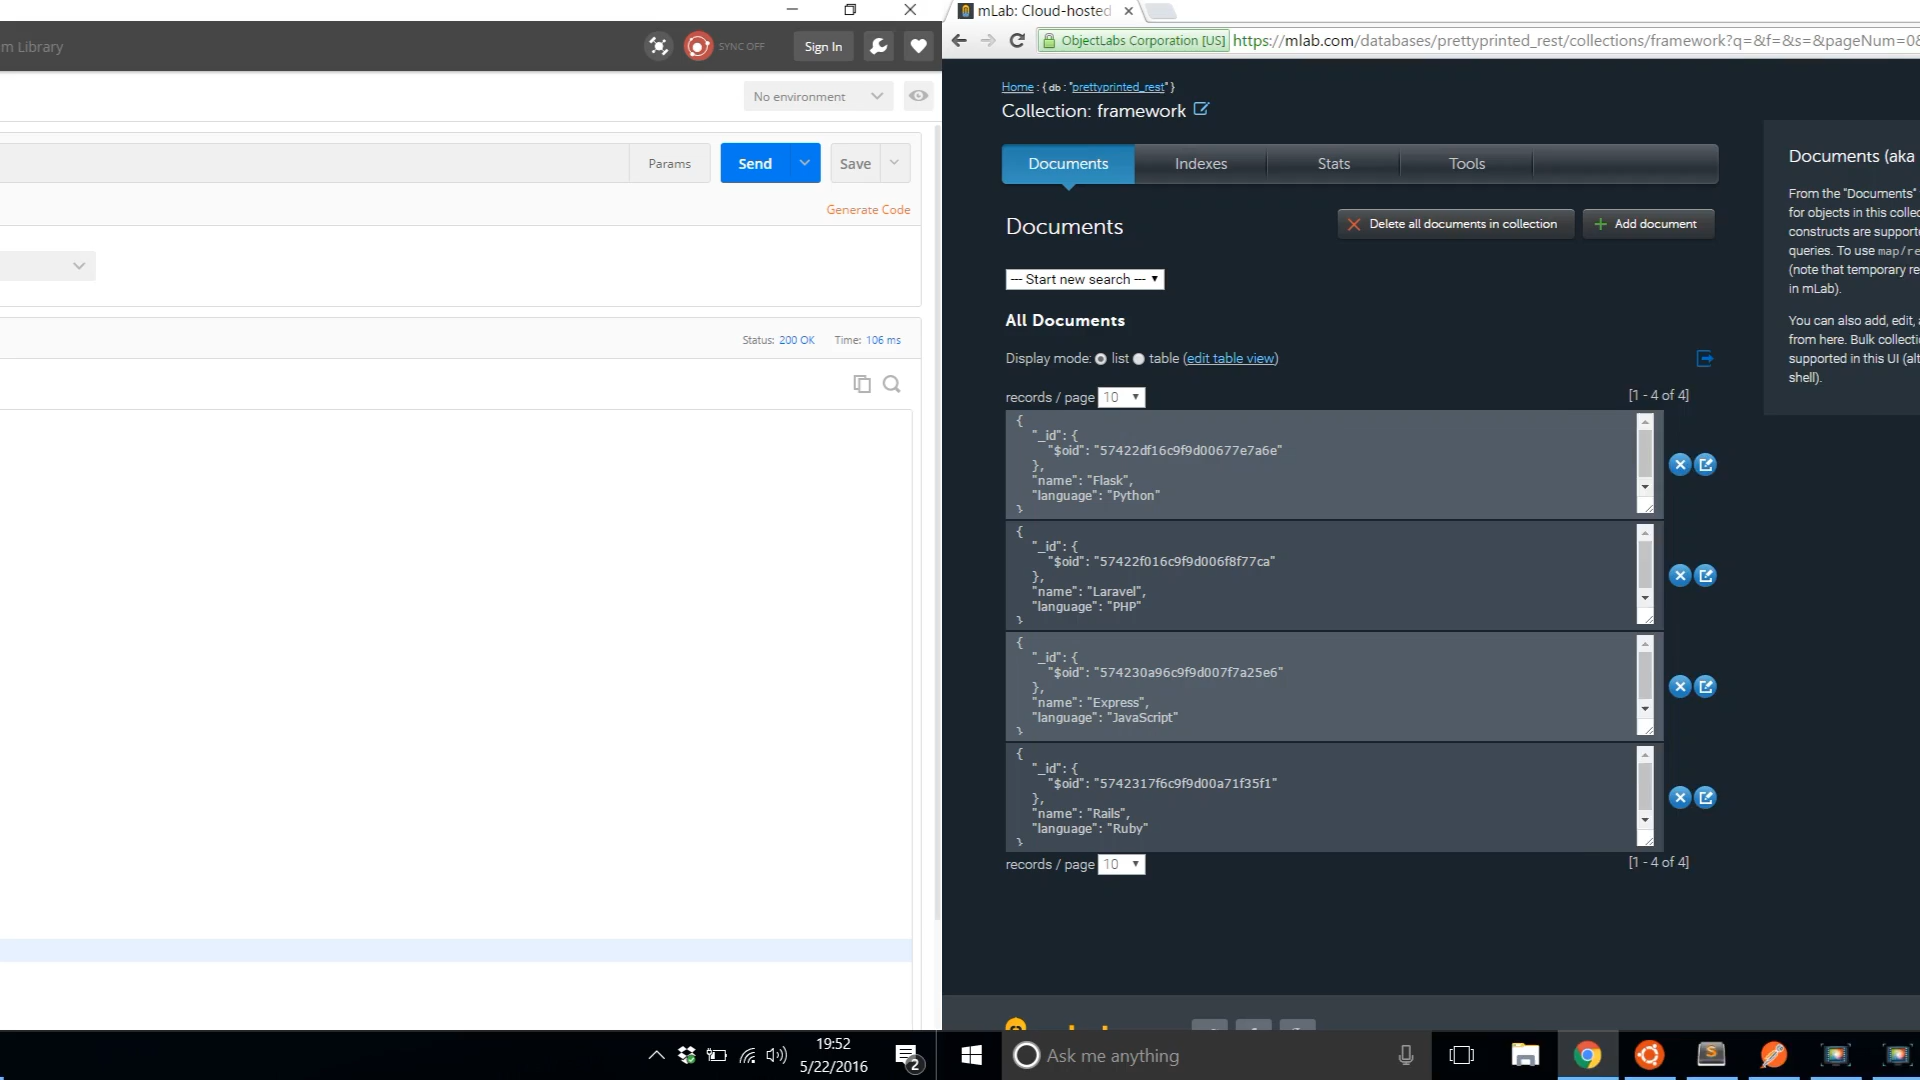 m Library
SYNC OFF
Sign In
No environment
Params
Send
Save
Generate Code
Status: 200 OK Time: 106 ms
19:52
5/22/2016
2
mLab: Cloud-hosted
ObjectLabs Corporation [US] https://mlab.com/databases/prettyprinted_rest/collections/framework?q=&f=&s=&pageNum=0&
Home : { db : "prettyprinted_rest" }
Collection: framework
Documents Indexes Stats Tools
Documents
Delete all documents in collection
Add document
--- Start new search ---
All Documents
Display mode: list table (edit table view)
records / page 10 [1 - 4 of 4]
{
"_id": {
"$oid": "57422df16c9f9d00677e7a6e"
},
"name": "Flask",
"language": "Python"
}
{
"_id": {
"$oid": "57422f016c9f9d006f8f77ca"
},
"name": "Laravel",
"language": "PHP"
}
{
"_id": {
"$oid": "574230a96c9f9d007f7a25e6"
},
"name": "Express",
"language": "JavaScript"
}
{
"_id": {
"$oid": "5742317f6c9f9d00a71f35f1"
},
"name": "Rails",
"language": "Ruby"
}
records / page 10 [1 - 4 of 4]
Documents (aka
From the "Documents"
for objects in this collec
constructs are supporte
queries. To use map/re
(note that temporary re
in mLab).
You can also add, edit, a
from here. Bulk collectio
supported in this UI (alt
shell).
Ask me anything